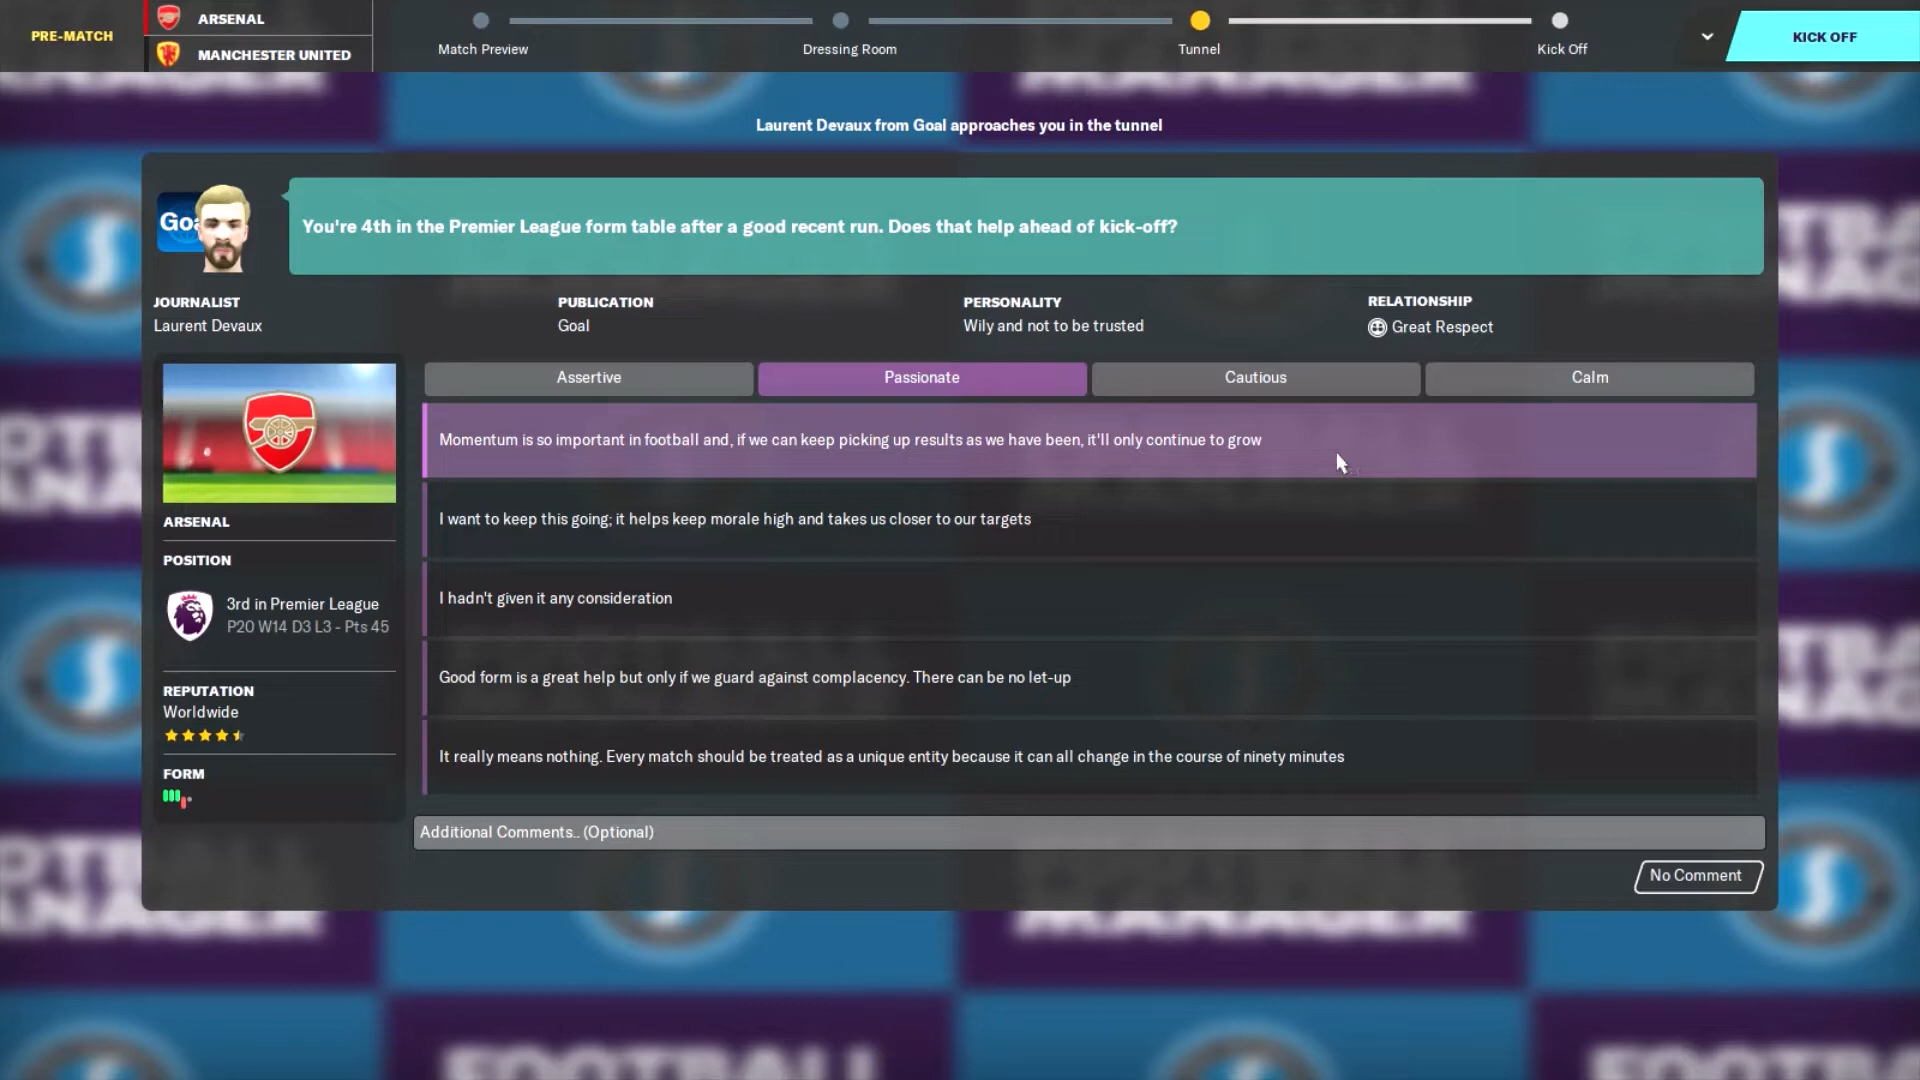 PRE-MATCH
ARSENAL
MANCHESTER UNITED
Match Preview
Dressing Room
Tunnel
Kick Off
KICK OFF
Laurent Devaux from Goal approaches you in the tunnel
You're 4th in the Premier League form table after a good recent run. Does that help ahead of kick-off?
JOURNALIST
Laurent Devaux
PUBLICATION
Goal
PERSONALITY
Wily and not to be trusted
RELATIONSHIP
Great Respect
Assertive
Passionate
Cautious
Calm
Momentum is so important in football and, if we can keep picking up results as we have been, it'll only continue to grow
I want to keep this going; it helps keep morale high and takes us closer to our targets
I hadn't given it any consideration
Good form is a great help but only if we guard against complacency. There can be no let-up
It really means nothing. Every match should be treated as a unique entity because it can all change in the course of ninety minutes
ARSENAL
POSITION
3rd in Premier League
P20 W14 D3 L3 - Pts 45
REPUTATION
Worldwide
FORM
Additional Comments.. (Optional)
No Comment